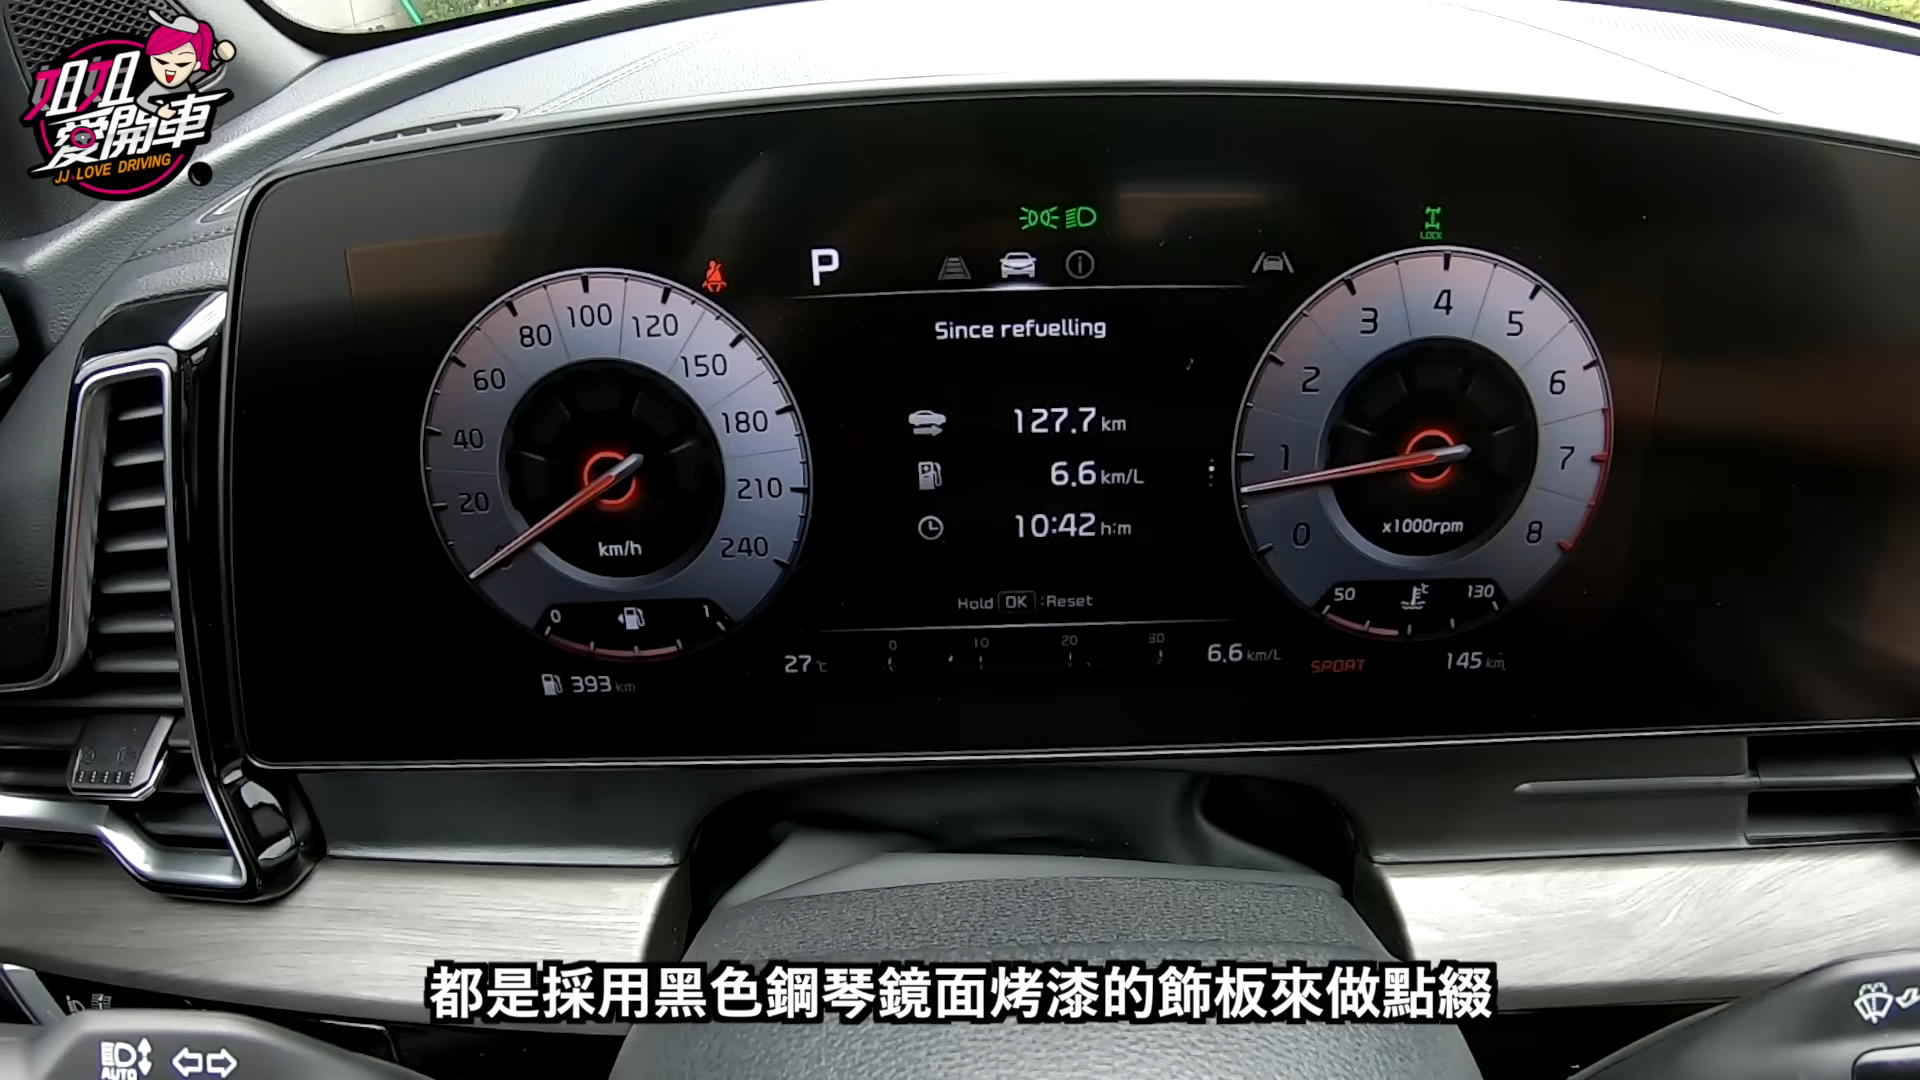 姐姐
愛開車
JJ LOVE DRIVING
LOCK
P
Since refuelling
127.7 km
6.6 km/L
10:42 h:m
Hold OK :Reset
0 20 40 60 80 100 120 150 180 210 240
km/h
0 1
393 km
27 °C
0 10 20 30
6.6 km/L
0 1 2 3 4 5 6 7 8
x1000rpm
50 °C 130
SPORT
145 km
都是採用黑色鋼琴鏡面烤漆的飾板來做點綴
AUTO